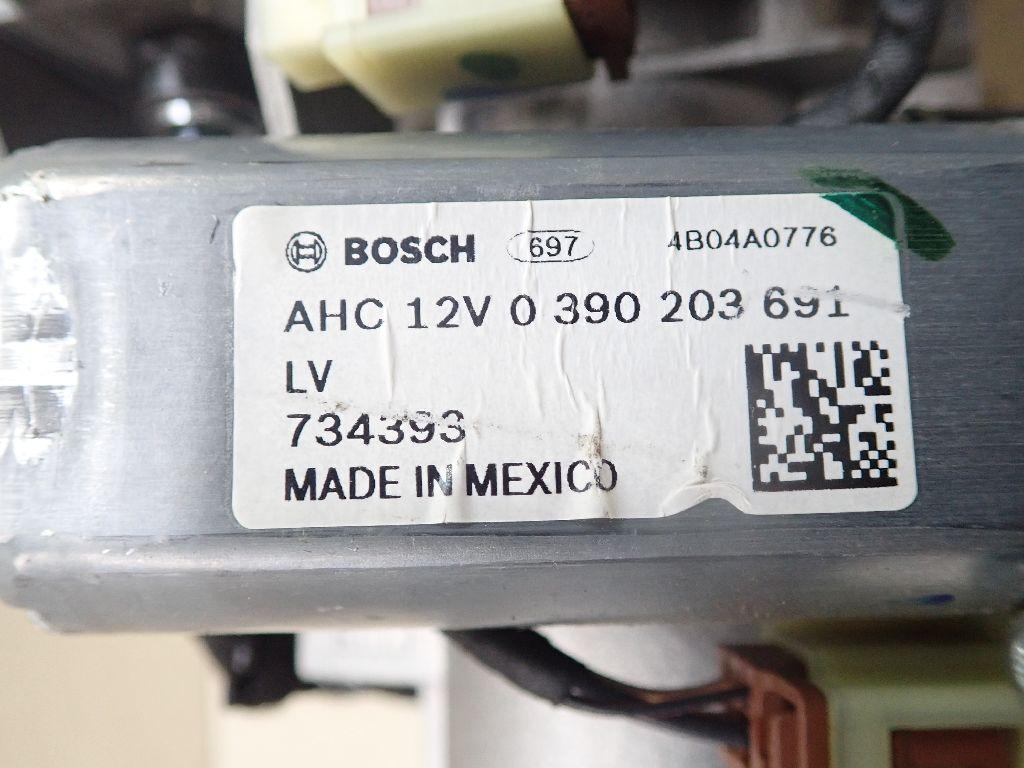 BOSCH 697 4B04A0776
AHC 12V 0 390 203 691
LV
734393
MADE IN MEXICO